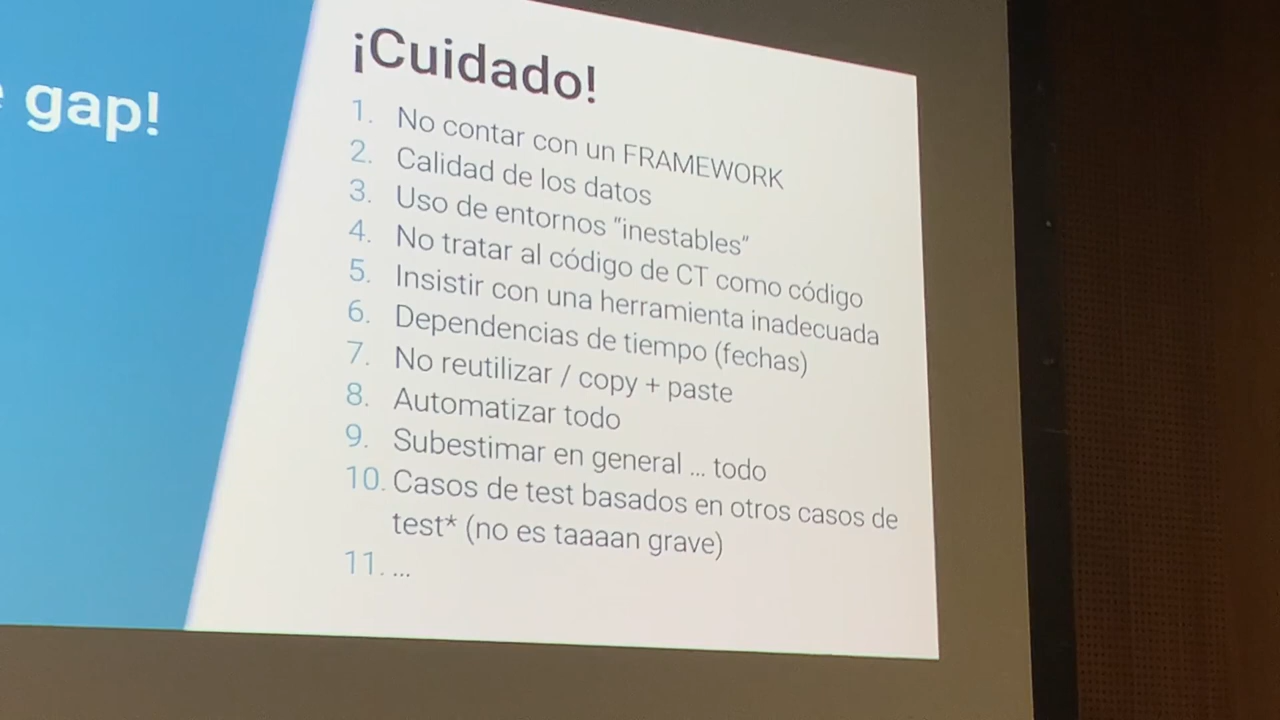 gap!
¡Cuidado!
1. No contar con un FRAMEWORK
2. Calidad de los datos
3. Uso de entornos "inestables"
4. No tratar al código de CT como código
5. Insistir con una herramienta inadecuada
6. Dependencias de tiempo (fechas)
7. No reutilizar / copy + paste
8. Automatizar todo
9. Subestimar en general ... todo
10. Casos de test basados en otros casos de
test* (no es taaaan grave)
11. ...